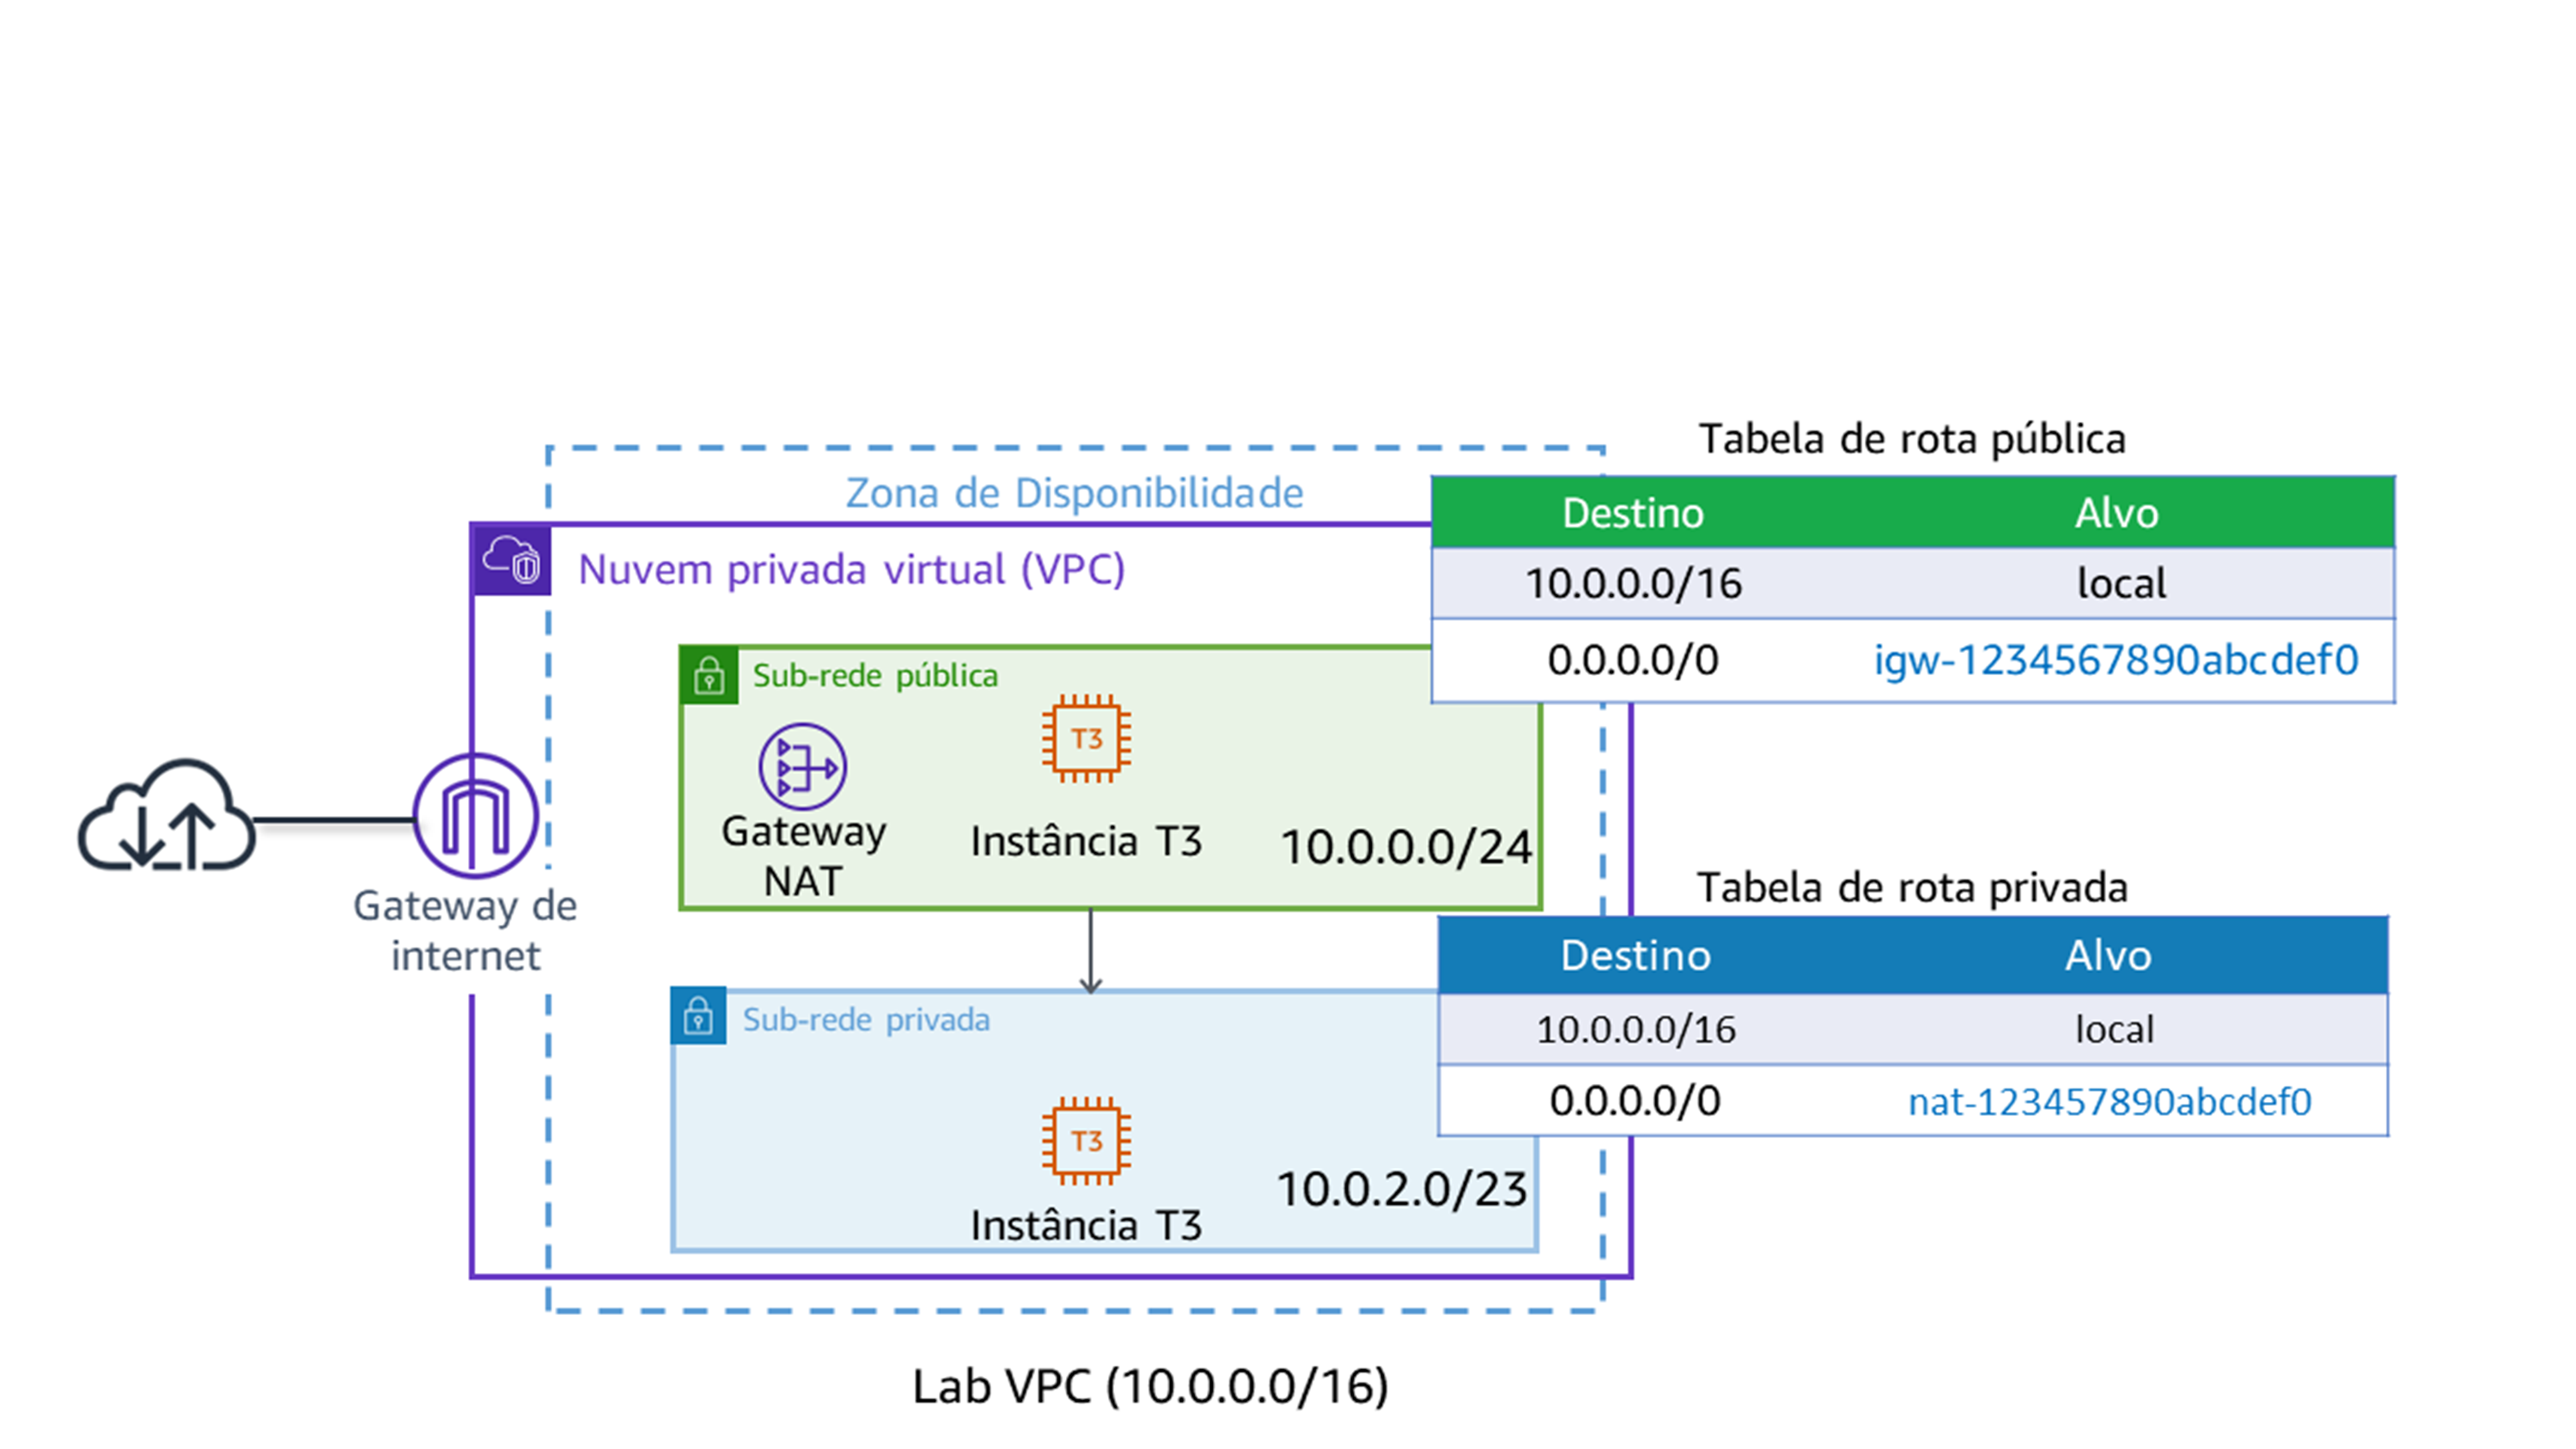 Tabela de rota pública
Zona de Disponibilidade
Destino Alvo
Nuvem privada virtual (VPC)
10.0.0.0/16 local
0.0.0.0/0 igw-1234567890abcdef0
Sub-rede pública
T3
Gateway
NAT
Instância T3
10.0.0.0/24
Gateway de
internet
Tabela de rota privada
Destino Alvo
10.0.0.0/16 local
0.0.0.0/0 nat-123457890abcdef0
Sub-rede privada
T3
Instância T3
10.0.2.0/23
Lab VPC (10.0.0.0/16)